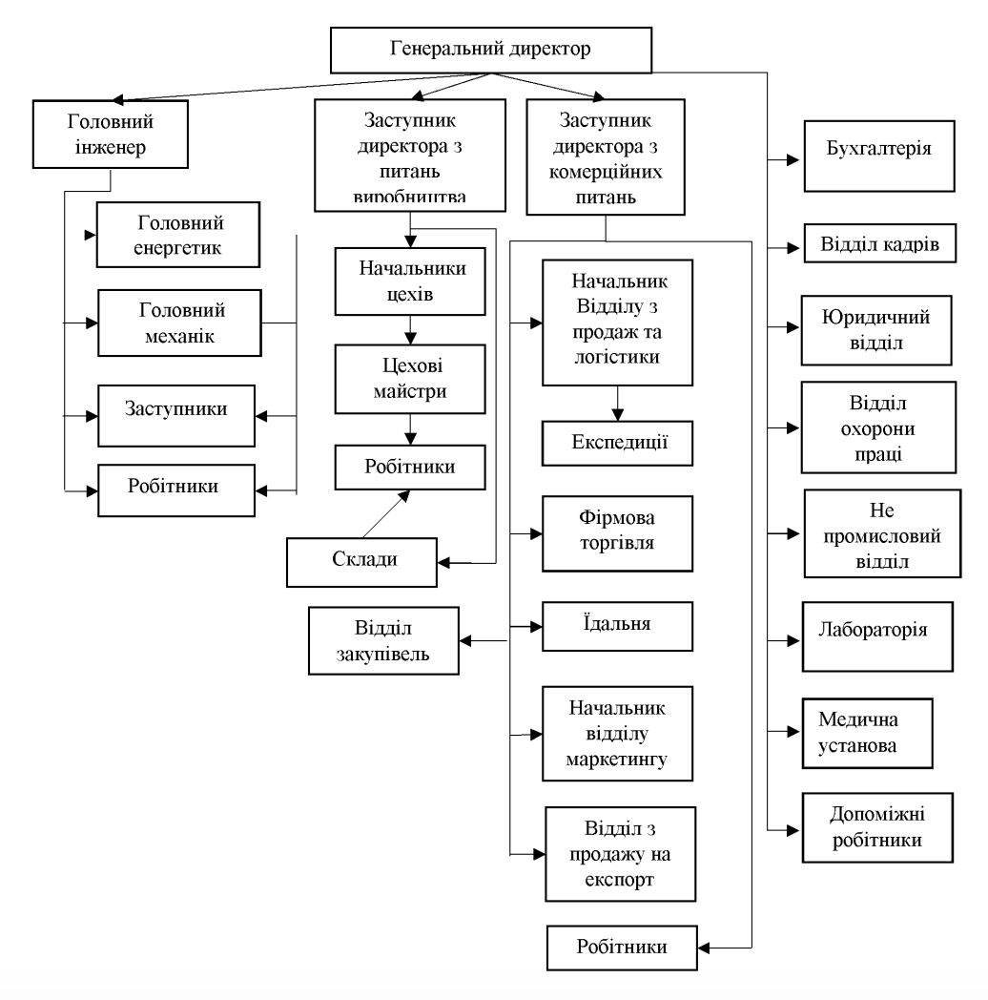 Генеральний директор
Головний
інженер
Заступник
директора з
питань
виробництва
Заступник
директора з
комерційних
питань
Головний
енергетик
Головний
механік
Заступники
Робітники
Начальники
цехів
Цехові
майстри
Робітники
Склади
Відділ
закупівель
Начальник
Відділу з
продаж та
логістики
Експедиції
Фірмова
торгівля
Їдальня
Начальник
відділу
маркетингу
Відділ з
продажу на
експорт
Робітники
Бухгалтерія
Відділ кадрів
Юридичний
відділ
Відділ
охорони
праці
Не
промисловий
відділ
Лабораторія
Медична
установа
Допоміжні
робітники